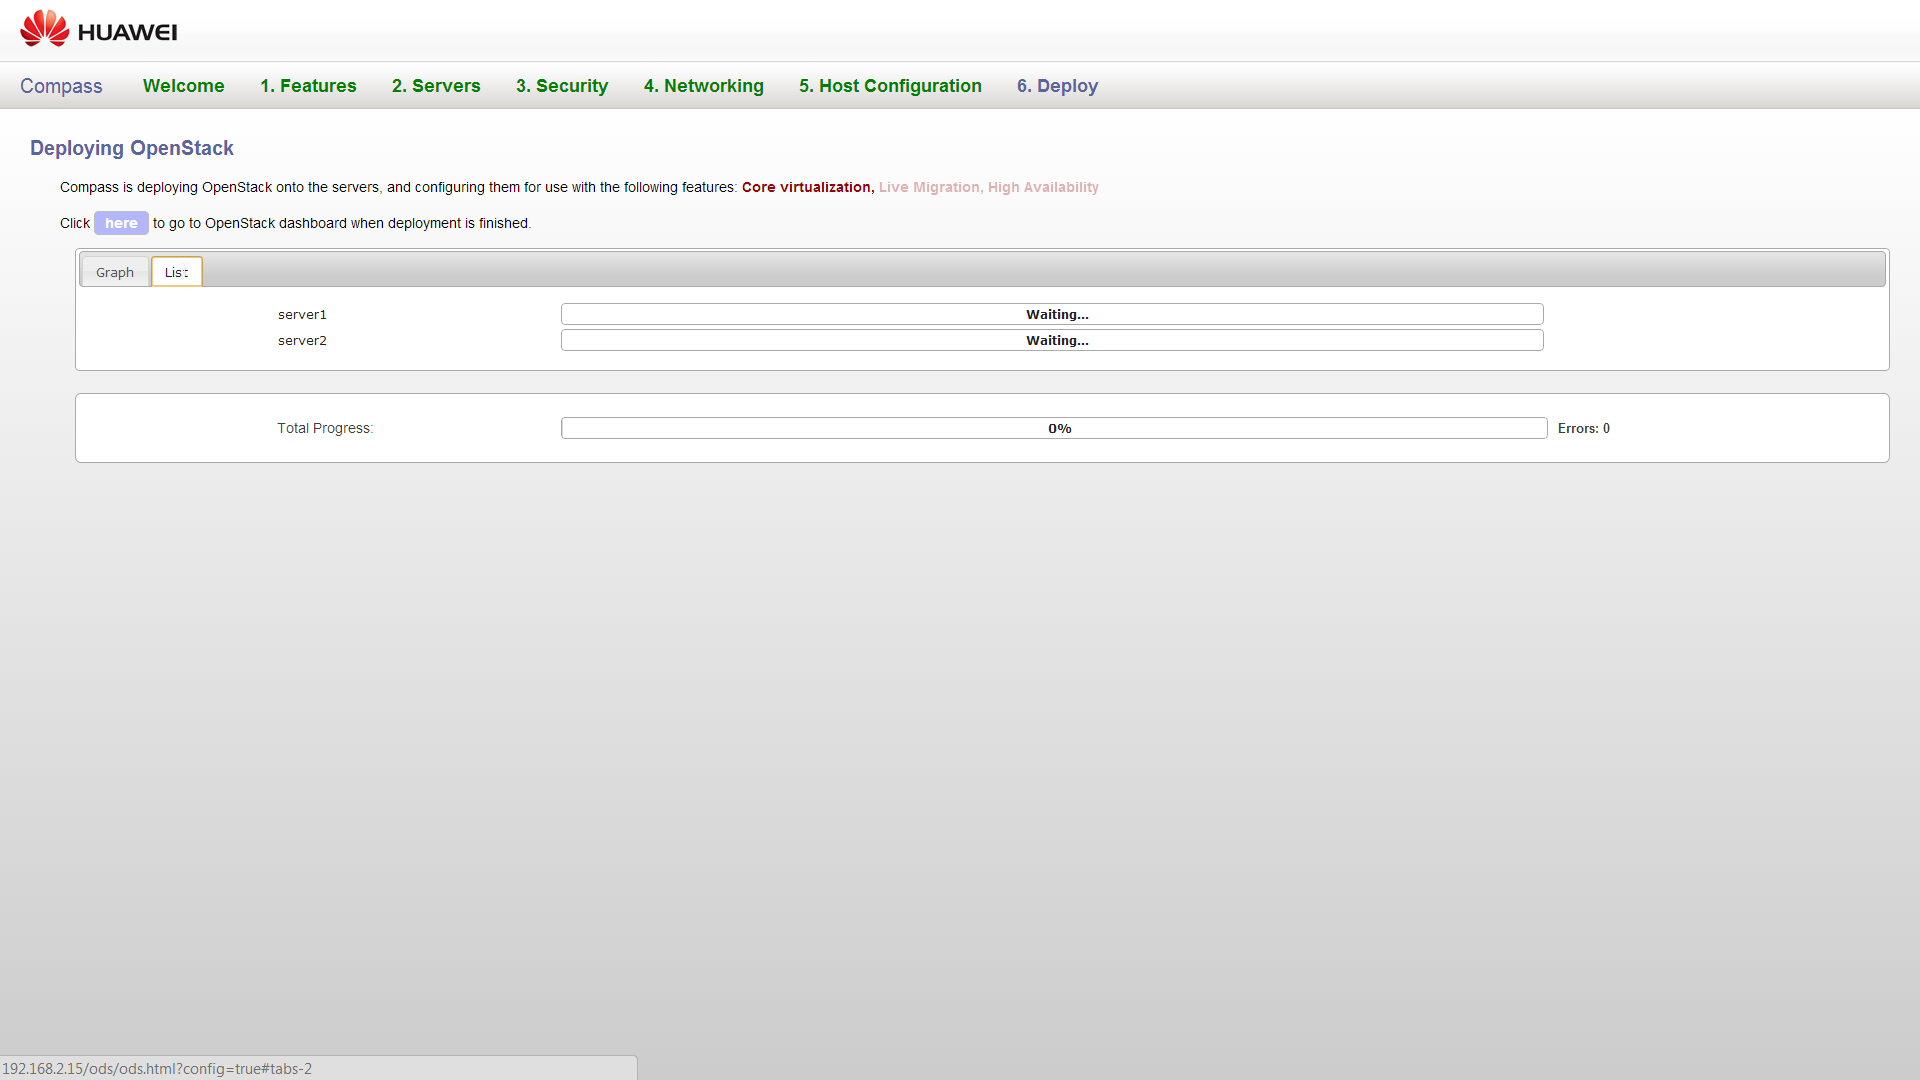 HUAWEI
Compass Welcome 1. Features 2. Servers 3. Security 4. Networking 5. Host Configuration 6. Deploy
Deploying OpenStack
Compass is deploying OpenStack onto the servers, and configuring them for use with the following features: Core virtualization, Live Migration, High Availability
Click here to go to OpenStack dashboard when deployment is finished.
Graph List
server1 Waiting...
server2 Waiting...
Total Progress: 0% Errors: 0
192.168.2.15/ods/ods.html?config=true#tabs-2